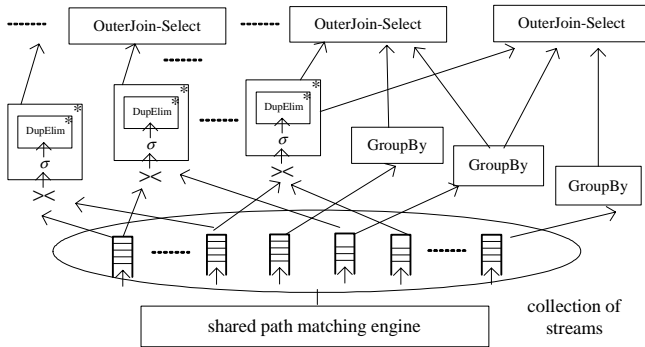 OuterJoin-Select
OuterJoin-Select
OuterJoin-Select
*
*
DupElim
σ
*
*
DupElim
σ
*
*
DupElim
σ
GroupBy
GroupBy
GroupBy
collection of
streams
shared path matching engine